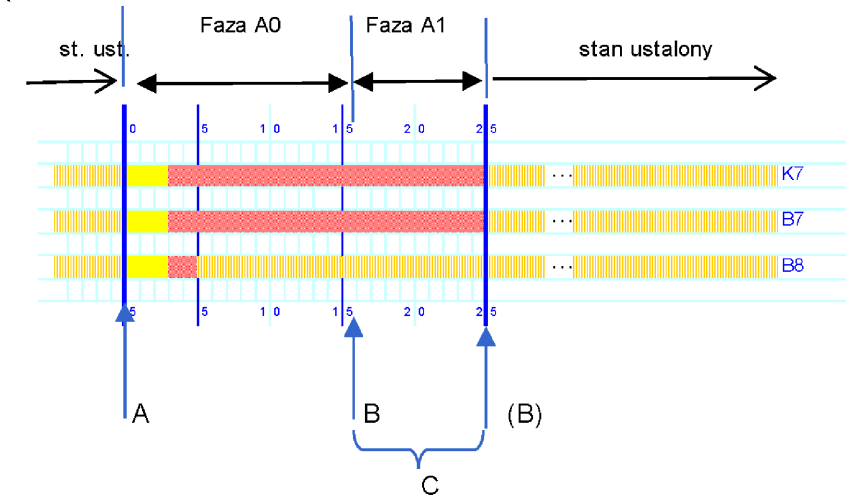 Faza A0 Faza A1
st. ust. stan ustalony
0 5 10 15 20 25
... K7
... B7
... B8
5 5 10 15 20 25
A B (B)
C